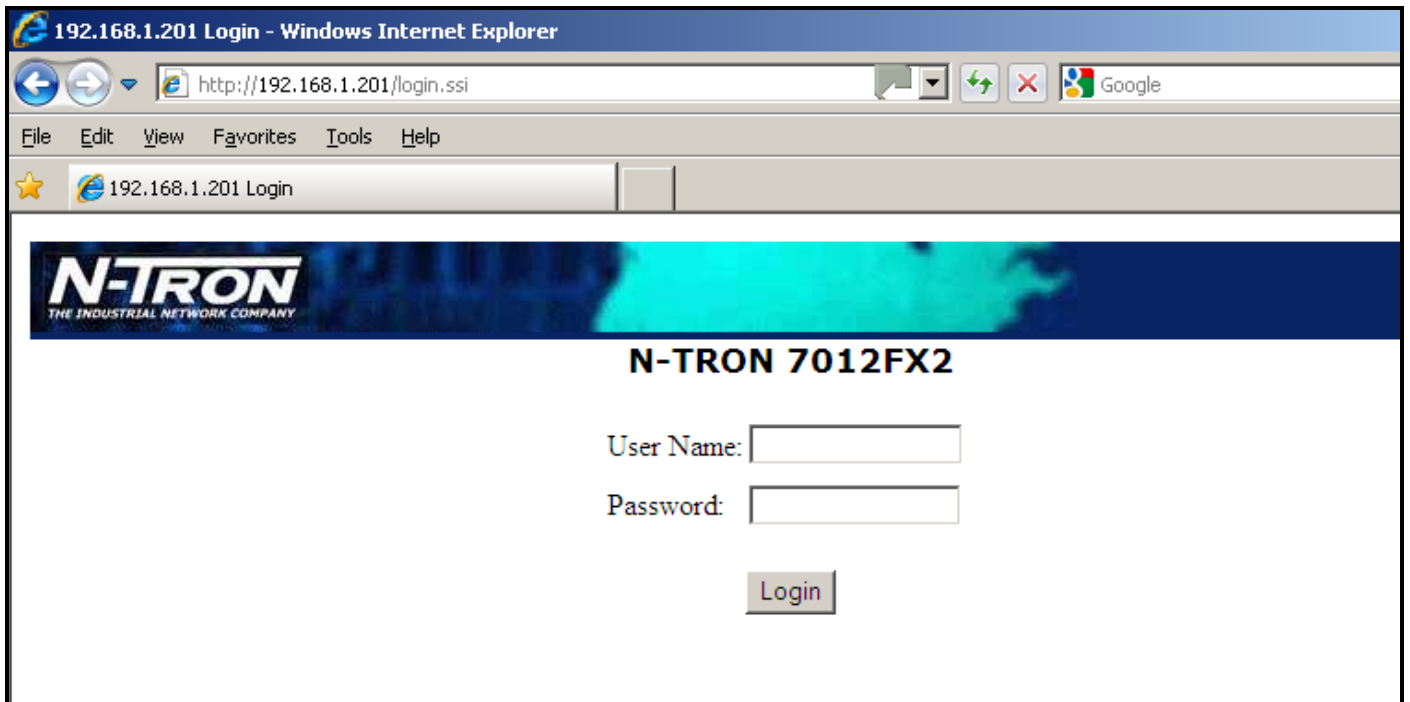 192.168.1.201 Login - Windows Internet Explorer
http://192.168.1.201/login.ssi Google
File Edit View Favorites Tools Help
192.168.1.201 Login
N-TRON
THE INDUSTRIAL NETWORK COMPANY
N-TRON 7012FX2
User Name:
Password:
Login